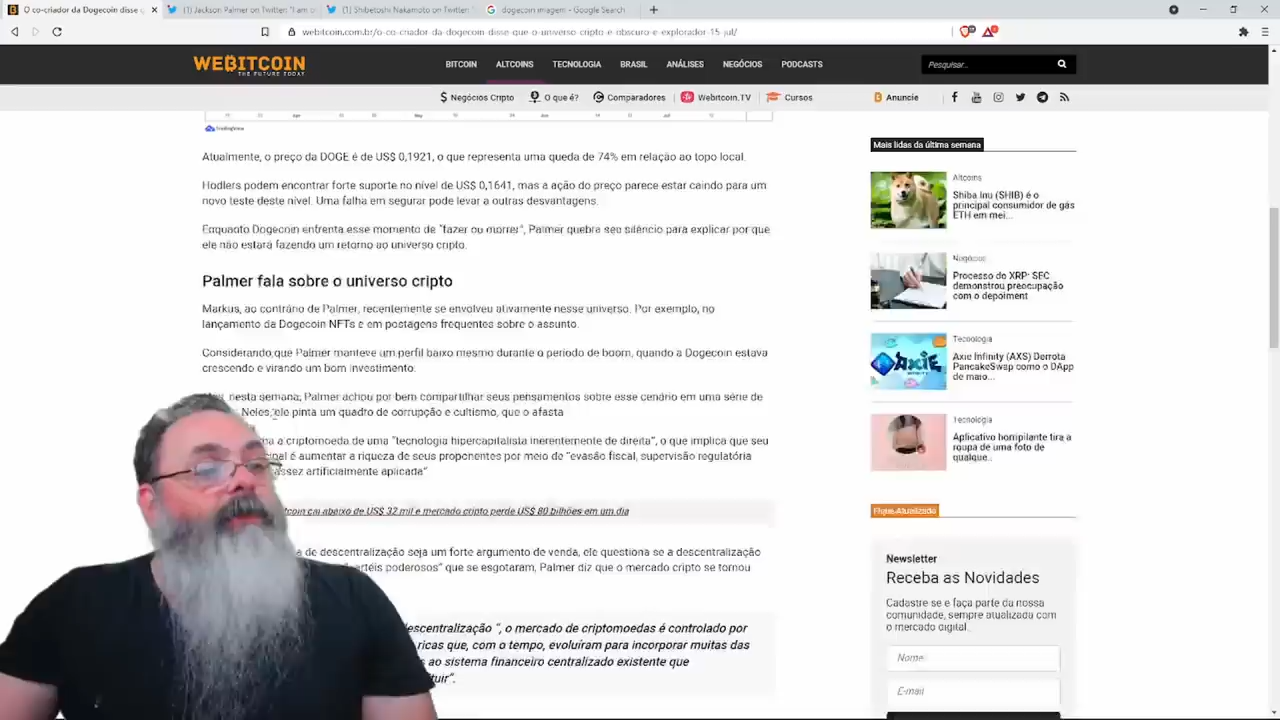 O co-criador da Dogecoin disse q
(1) Jackson Palmer on Twitter: "I am o
(1) Shibetoshi Nakamoto on Twitter:
dogecoin imagem - Google Search
webitcoin.com.br/o-co-criador-da-dogecoin-disse-que-o-universo-cripto-e-obscuro-e-explorador-15-jul/
WEBITCOIN
THE FUTURE TODAY
BITCOIN
ALTCOINS
TECNOLOGIA
BRASIL
ANÁLISES
NEGÓCIOS
PODCASTS
Pesquisar..
Negócios Cripto
O que é?
Comparadores
Webitcoin.TV
Cursos
Anuncie
TradingView
Atualmente, o preço da DOGE é de US$ 0,1921, o que representa uma queda de 74% em relação ao topo local.
Hodlers podem encontrar forte suporte no nível de US$ 0,1641, mas a ação do preço parece estar caindo para um
novo teste deste nível. Uma falha em segurar pode levar a outras desvantagens.
Enquanto Dogecoin enfrenta esse momento de "fazer ou morrer", Palmer quebra seu silêncio para explicar por que
ele não estará fazendo um retorno ao universo cripto.
Palmer fala sobre o universo cripto
Markus, ao contrário de Palmer, recentemente se envolveu ativamente nesse universo. Por exemplo, no
lançamento da Dogecoin NFTs e em postagens frequentes sobre o assunto.
Considerando que Palmer manteve um perfil baixo mesmo durante o período de boom, quando a Dogecoin estava
crescendo e virando um bom investimento.
nesta semana, Palmer achou por bem compartilhar seus pensamentos sobre esse cenário em uma série de
Neles, ele pinta um quadro de corrupção e cultismo, que o afasta
a criptomoeda de uma "tecnologia hipercapitalista inerentemente de direita", o que implica que seu
é aumentar a riqueza de seus proponentes por meio de "evasão fiscal, supervisão regulatória
artificialmente aplicada"
cai abaixo de US$ 32 mil e mercado cripto perde US$ 80 bilhões em um dia
de descentralização seja um forte argumento de venda, ele questiona se a descentralização
poderosos" que se esgotaram, Palmer diz que o mercado cripto se tornou
", o mercado de criptomoedas é controlado por
ricas que, com o tempo, evoluíram para incorporar muitas das
ao sistema financeiro centralizado existente que
Mais lidas da última semana
Altcoins
Shiba Inu (SHIB) é o
principal consumidor de gás
ETH em mei...
Negócios
Processo do XRP: SEC
demonstrou preocupação
com o depoiment
Tecnologia
AXIE
Axie Infinity (AXS) Derrota
PancakeSwap como o DApp
de maio...
Tecnologia
Aplicativo horripilante tira a
roupa de uma foto de
qualque..
Fique Atualizado
Newsletter
Receba as Novidades
Cadastre se e faça parte da nossa
comunidade, sempre atualizada com
o mercado digital.
Nome
E-mail